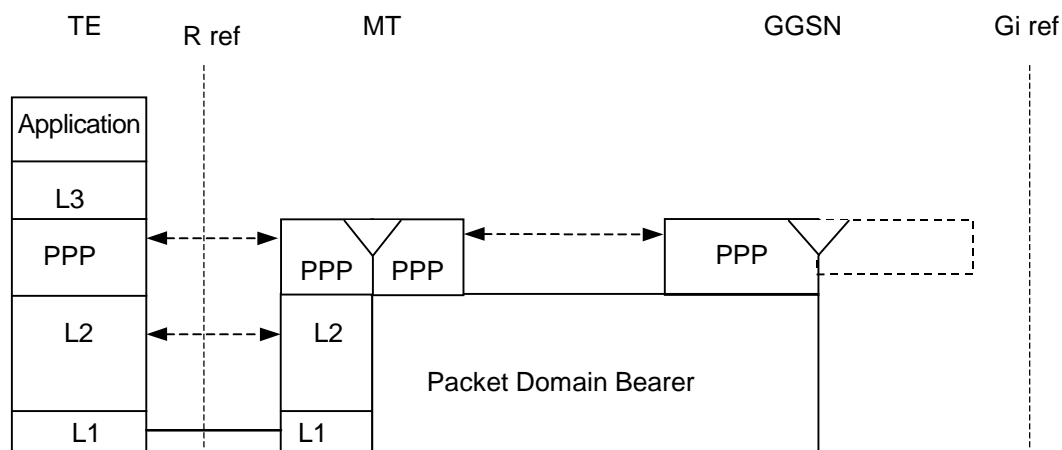 TE
R ref
MT
GGSN
Gi ref
Application
L3
PPP
PPP
PPP
PPP
L2
L2
Packet Domain Bearer
L1
L1